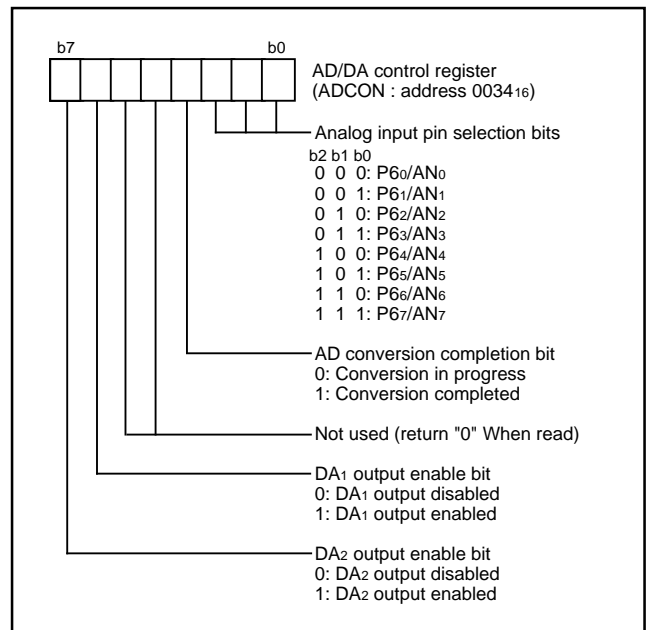 b7 b0
AD/DA control register
(ADCON : address 003416)
Analog input pin selection bits
b2 b1 b0
0 0 0: P60/AN0
0 0 1: P61/AN1
0 1 0: P62/AN2
0 1 1: P63/AN3
1 0 0: P64/AN4
1 0 1: P65/AN5
1 1 0: P66/AN6
1 1 1: P67/AN7
AD conversion completion bit
0: Conversion in progress
1: Conversion completed
Not used (return "0" When read)
DA1 output enable bit
0: DA1 output disabled
1: DA1 output enabled
DA2 output enable bit
0: DA2 output disabled
1: DA2 output enabled